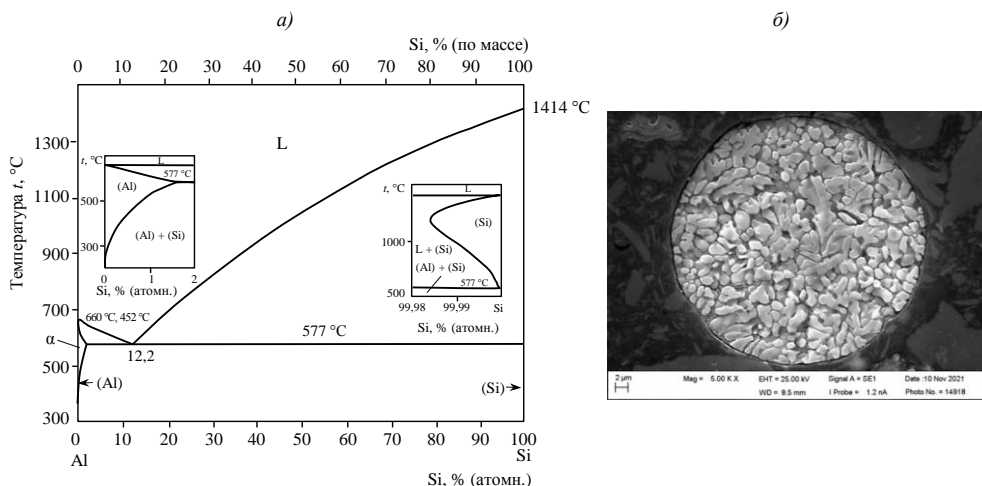 а)
б)
Si, % (по массе)
0 10 20 30 40 50 60 70 80 90 100
1414 °C
Температура t, °C
1300
1100
900
700
500
300
L
t, °C
L
577 °C
(Al)
500
(Al) + (Si)
300
0 1 2
Si, % (атомн.)
t, °C
L
(Si)
1000
L + (Si)
(Al) + (Si)
577 °C
500
99,98 99,99 Si
Si, % (атомн.)
660 °C, 452 °C
577 °C
α
12,2
(Al)
(Si)
0 10 20 30 40 50 60 70 80 90 100
Al
Si
Si, % (атомн.)
2 µm
Mag = 5.00 K X
EHT = 25.00 kV
Signal A = SE1
Date :10 Nov 2021
WD = 8.5 mm
I Probe = 1.2 nA
Photo No. = 14918